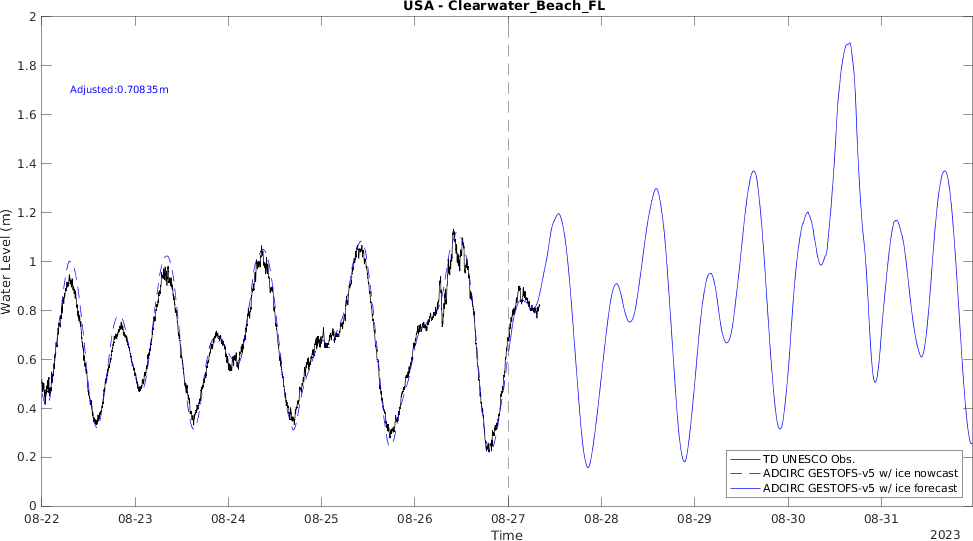 USA - Clearwater_Beach_FL
2
1.8
1.6
1.4
1.2
1
0.8
0.6
0.4
0.2
0
Water Level (m)
Adjusted:0.70835m
TD UNESCO Obs.
ADCIRC GESTOFS-v5 w/ ice nowcast
ADCIRC GESTOFS-v5 w/ ice forecast
08-22 08-23 08-24 08-25 08-26 08-27 08-28 08-29 08-30 08-31
Time
2023